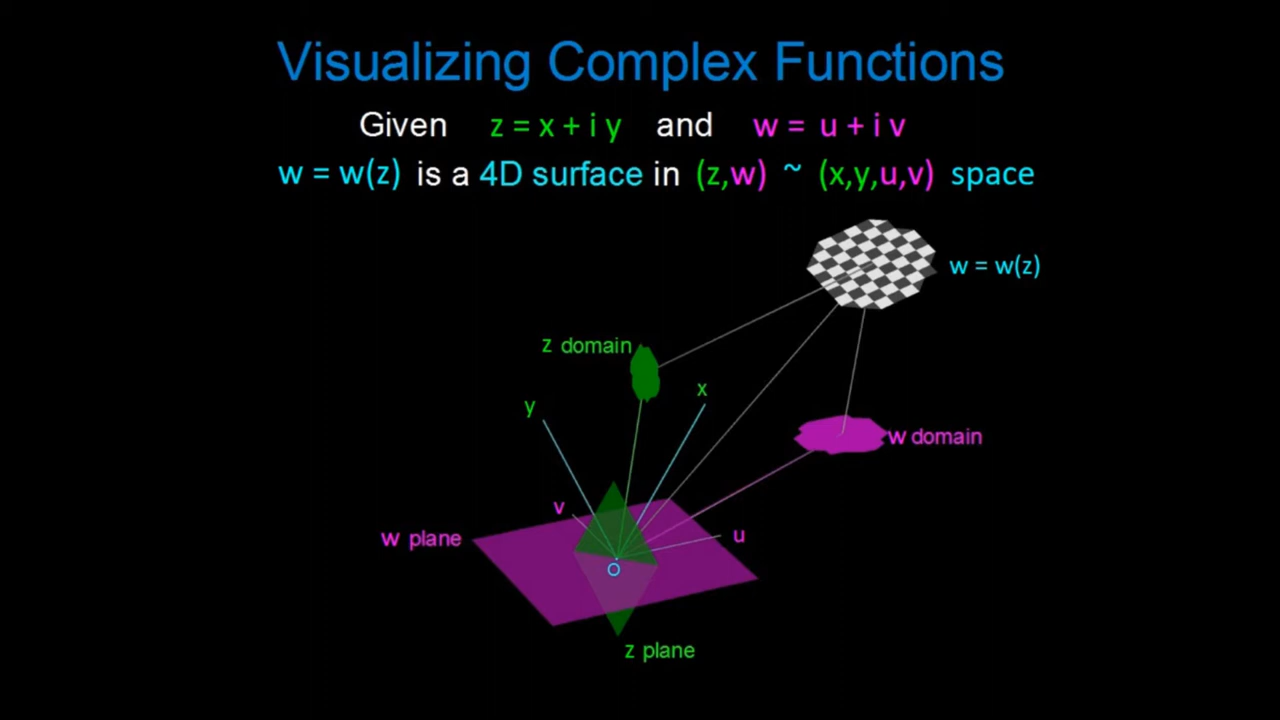 Visualizing Complex Functions
Given z = x + i y and w = u + i v
w = w(z) is a 4D surface in (z,w) ~ (x,y,u,v) space
w = w(z)
z domain
x
y
w domain
v
u
w plane
O
z plane